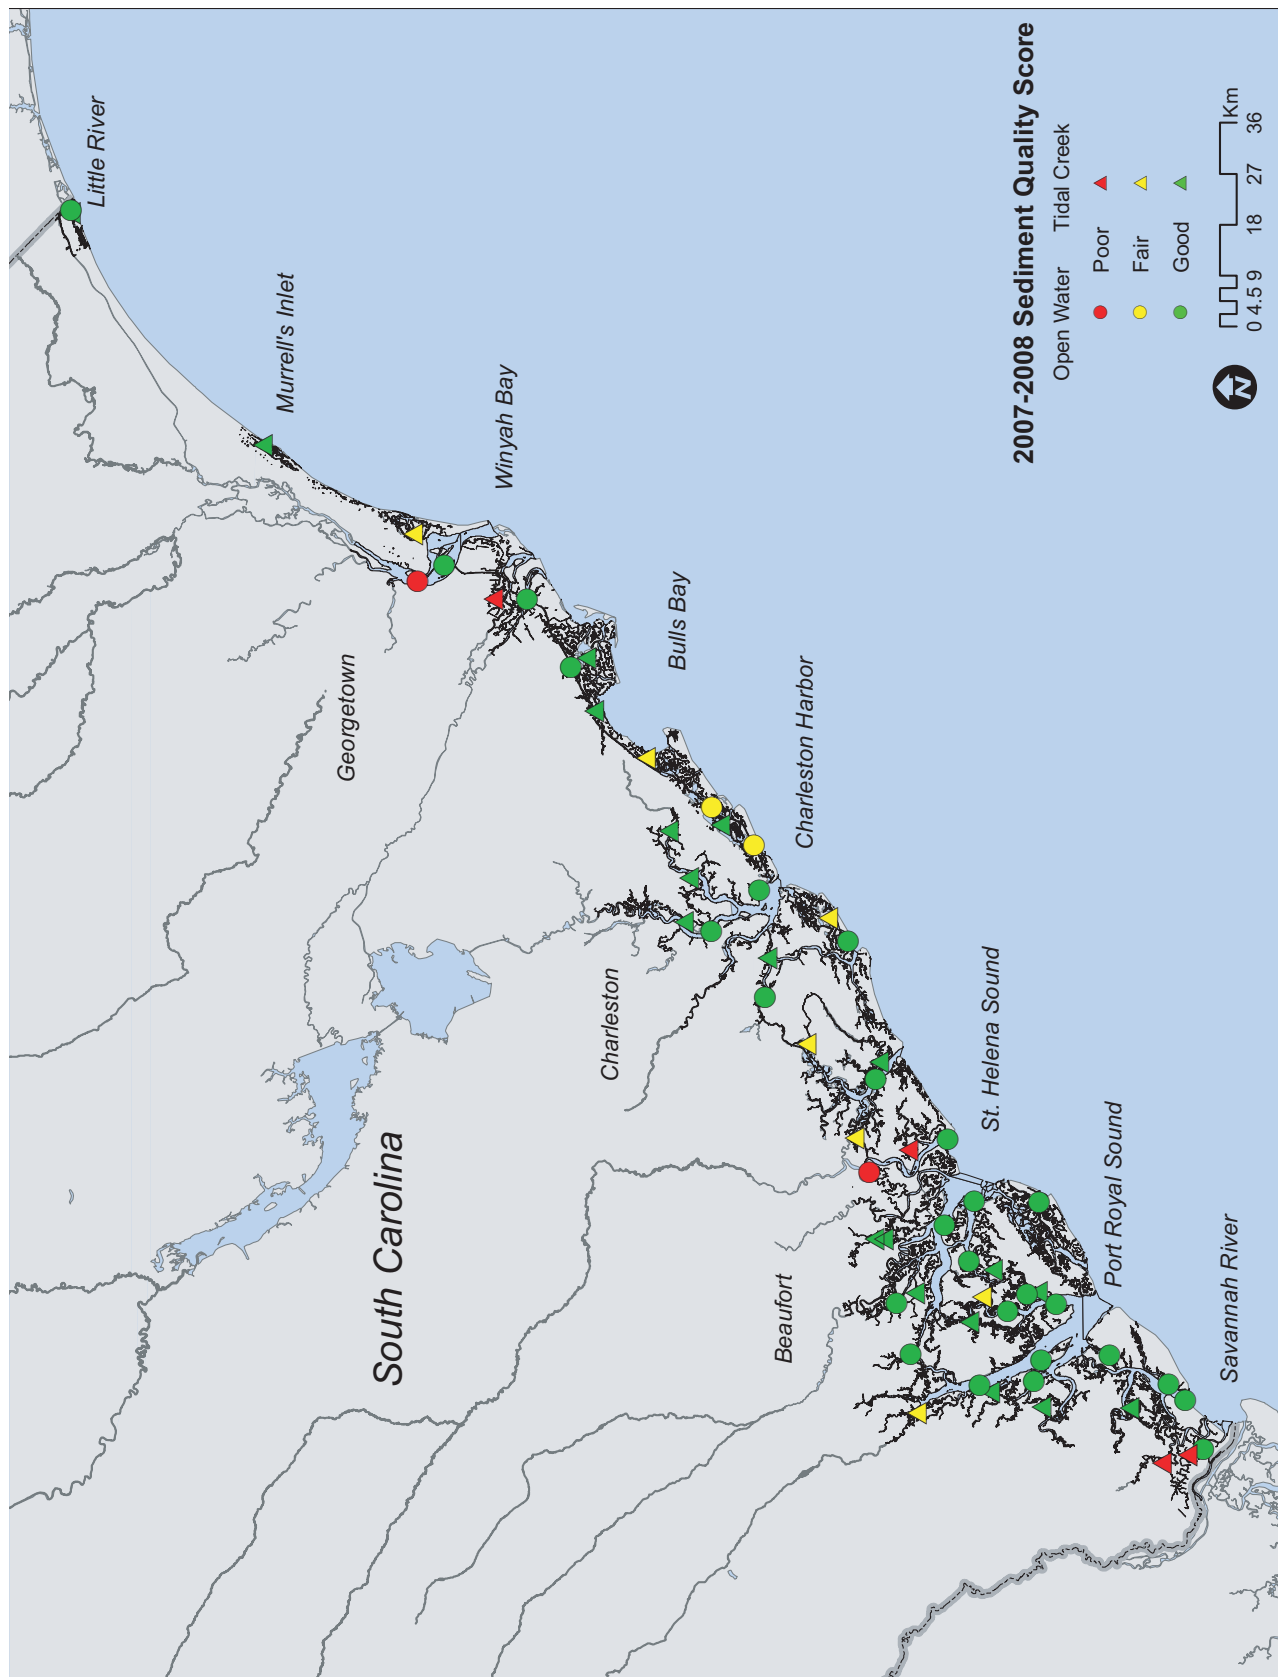 Little River
Murrell's Inlet
Winyah Bay
Georgetown
Bulls Bay
Charleston Harbor
Charleston
South Carolina
St. Helena Sound
Beaufort
Port Royal Sound
Savannah River
2007-2008 Sediment Quality Score
Open Water Tidal Creek
Poor
Fair
Good
N
0 4.5 9 18 27 36
Km